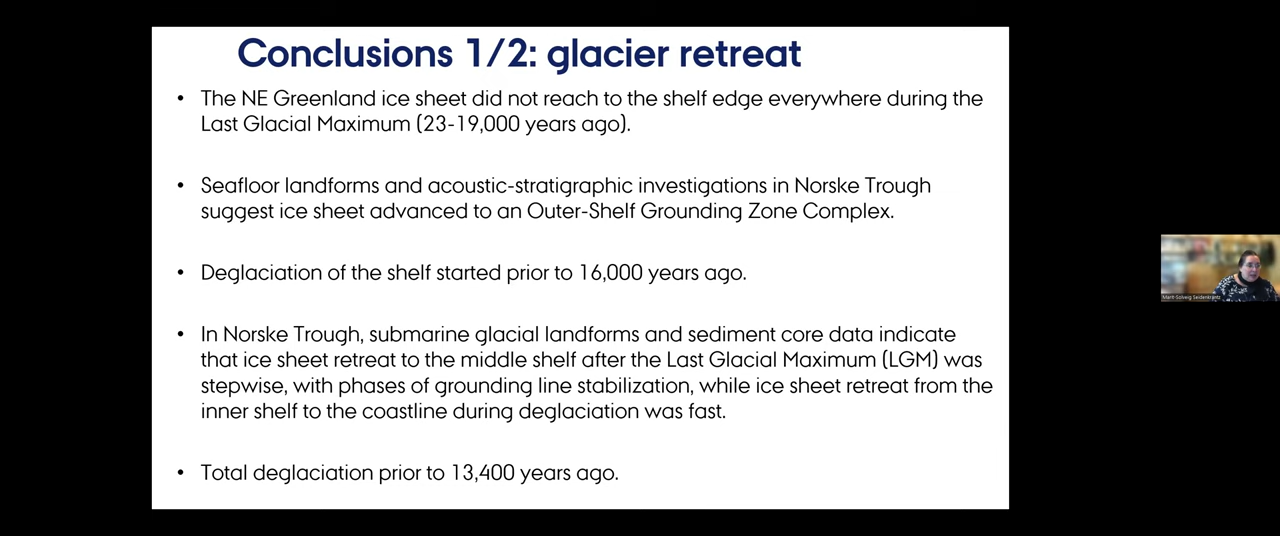 Conclusions 1/2: glacier retreat
• The NE Greenland ice sheet did not reach to the shelf edge everywhere during the
Last Glacial Maximum (23-19,000 years ago).
• Seafloor landforms and acoustic-stratigraphic investigations in Norske Trough
suggest ice sheet advanced to an Outer-Shelf Grounding Zone Complex.
• Deglaciation of the shelf started prior to 16,000 years ago.
• In Norske Trough, submarine glacial landforms and sediment core data indicate
that ice sheet retreat to the middle shelf after the Last Glacial Maximum (LGM) was
stepwise, with phases of grounding line stabilization, while ice sheet retreat from the
inner shelf to the coastline during deglaciation was fast.
• Total deglaciation prior to 13,400 years ago.
Marit-Solveig Seidenkrantz